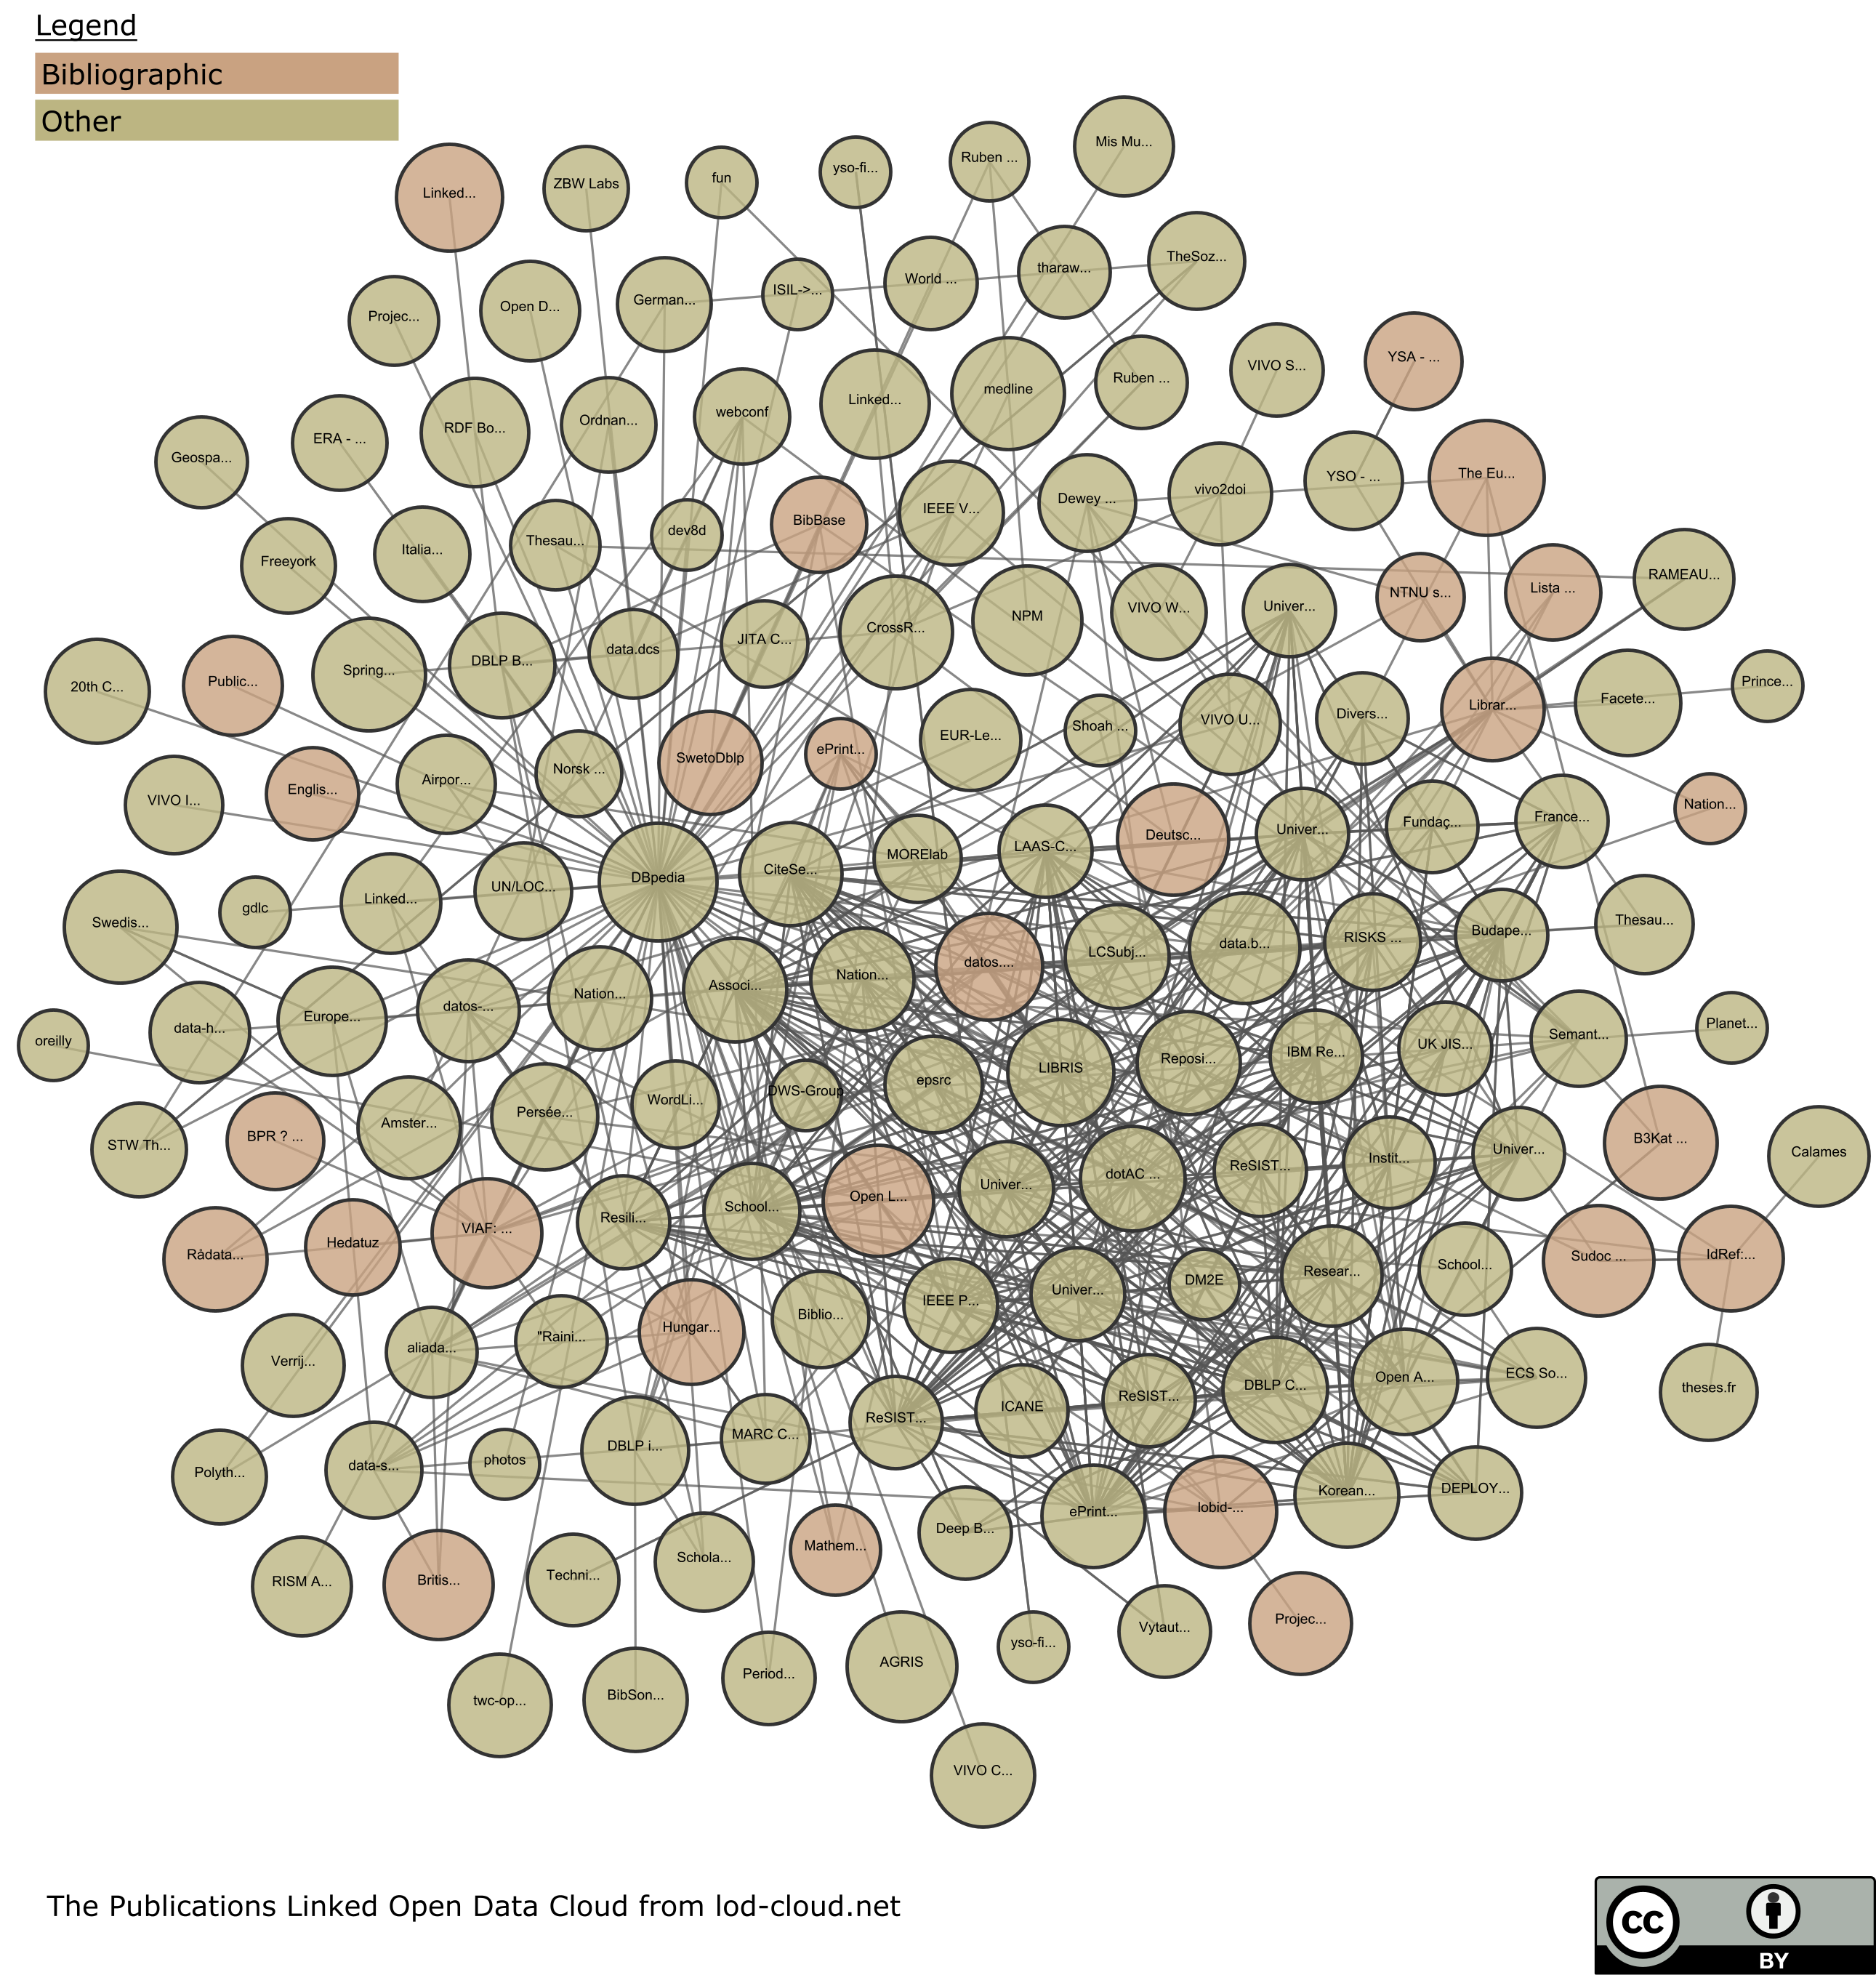 Legend
Bibliographic
Other
Mis Mu...
Ruben ...
yso-fi...
fun
ZBW Labs
Linked...
TheSoz...
tharaw...
World ...
ISIL->...
German...
Open D...
Projec...
VIVO S...
YSA - ...
Ruben ...
medline
Linked...
webconf
Ordnan...
RDF Bo...
ERA - ...
Geospa...
The Eu...
YSO - ...
vivo2doi
Dewey ...
IEEE V...
BibBase
dev8d
Thesau...
Italia...
Freeyork
RAMEAU...
Lista ...
NTNU s...
Univer...
VIVO W...
NPM
CrossR...
JITA C...
data.dcs
DBLP B...
Spring...
Public...
20th C...
Prince...
Facete...
Librar...
Divers...
VIVO U...
Shoah ...
EUR-Le...
ePrint...
SwetoDblp
Norsk ...
Airpor...
Englis...
VIVO I...
Nation...
France...
Fundaç...
Univer...
Deutsc...
LAAS-C...
MORElab
CiteSe...
DBpedia
UN/LOC...
Linked...
gdlc
Swedis...
Thesau...
Budape...
RISKS ...
data.b...
LCSubj...
datos....
Nation...
Associ...
Nation...
datos-...
Europe...
data-h...
oreilly
Planet...
Semant...
UK JIS...
IBM Re...
Reposi...
LIBRIS
epsrc
DWS-Group
WordLi...
Persée...
Amster...
BPR ? ...
STW Th...
Calames
B3Kat ...
Univer...
Instit...
ReSIST...
dotAC ...
Univer...
Open L...
School...
Resili...
VIAF: ...
Hedatuz
Rådata...
IdRef:...
Sudoc ...
School...
Resear...
DM2E
Univer...
IEEE P...
Biblio...
Hungar...
"Raini...
aliada...
Verrij...
theses.fr
ECS So...
Open A...
DBLP C...
ReSIST...
ICANE
ReSIST...
MARC C...
DBLP i...
photos
data-s...
Polyth...
DEPLOY...
Korean...
lobid-...
ePrint...
Deep B...
Mathem...
Schola...
Techni...
Britis...
RISM A...
Projec...
Vytaut...
yso-fi...
AGRIS
Period...
BibSon...
twc-op...
VIVO C...
The Publications Linked Open Data Cloud from lod-cloud.net
cc
BY